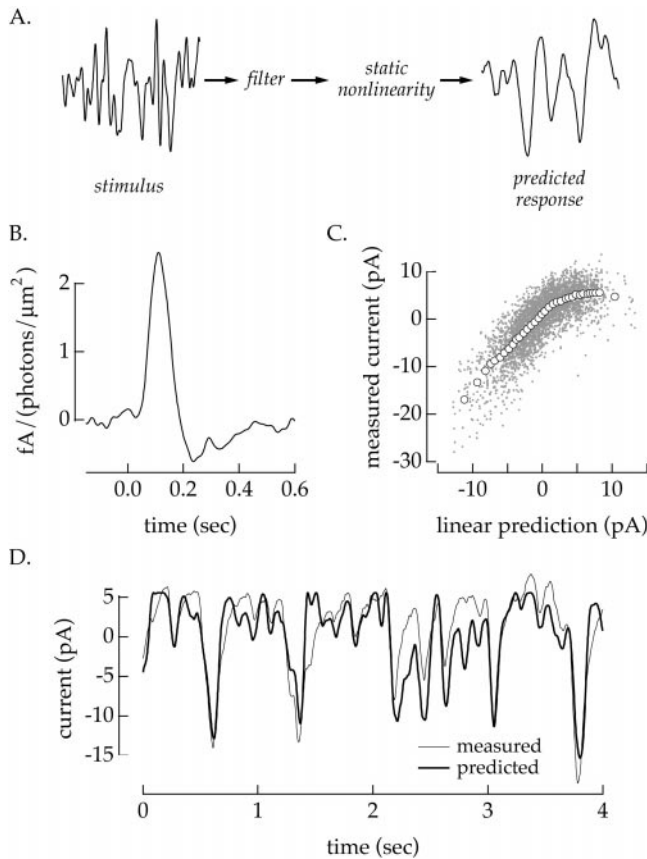 A.
stimulus
filter
static
nonlinearity
predicted
response
B.
fA/(photons/μm²)
2
1
0
0.0 0.2 0.4 0.6
time (sec)
C.
measured current (pA)
10
0
-10
-20
-30
-10 0 10
linear prediction (pA)
D.
current (pA)
5
0
-5
-10
-15
measured
predicted
0 1 2 3 4
time (sec)